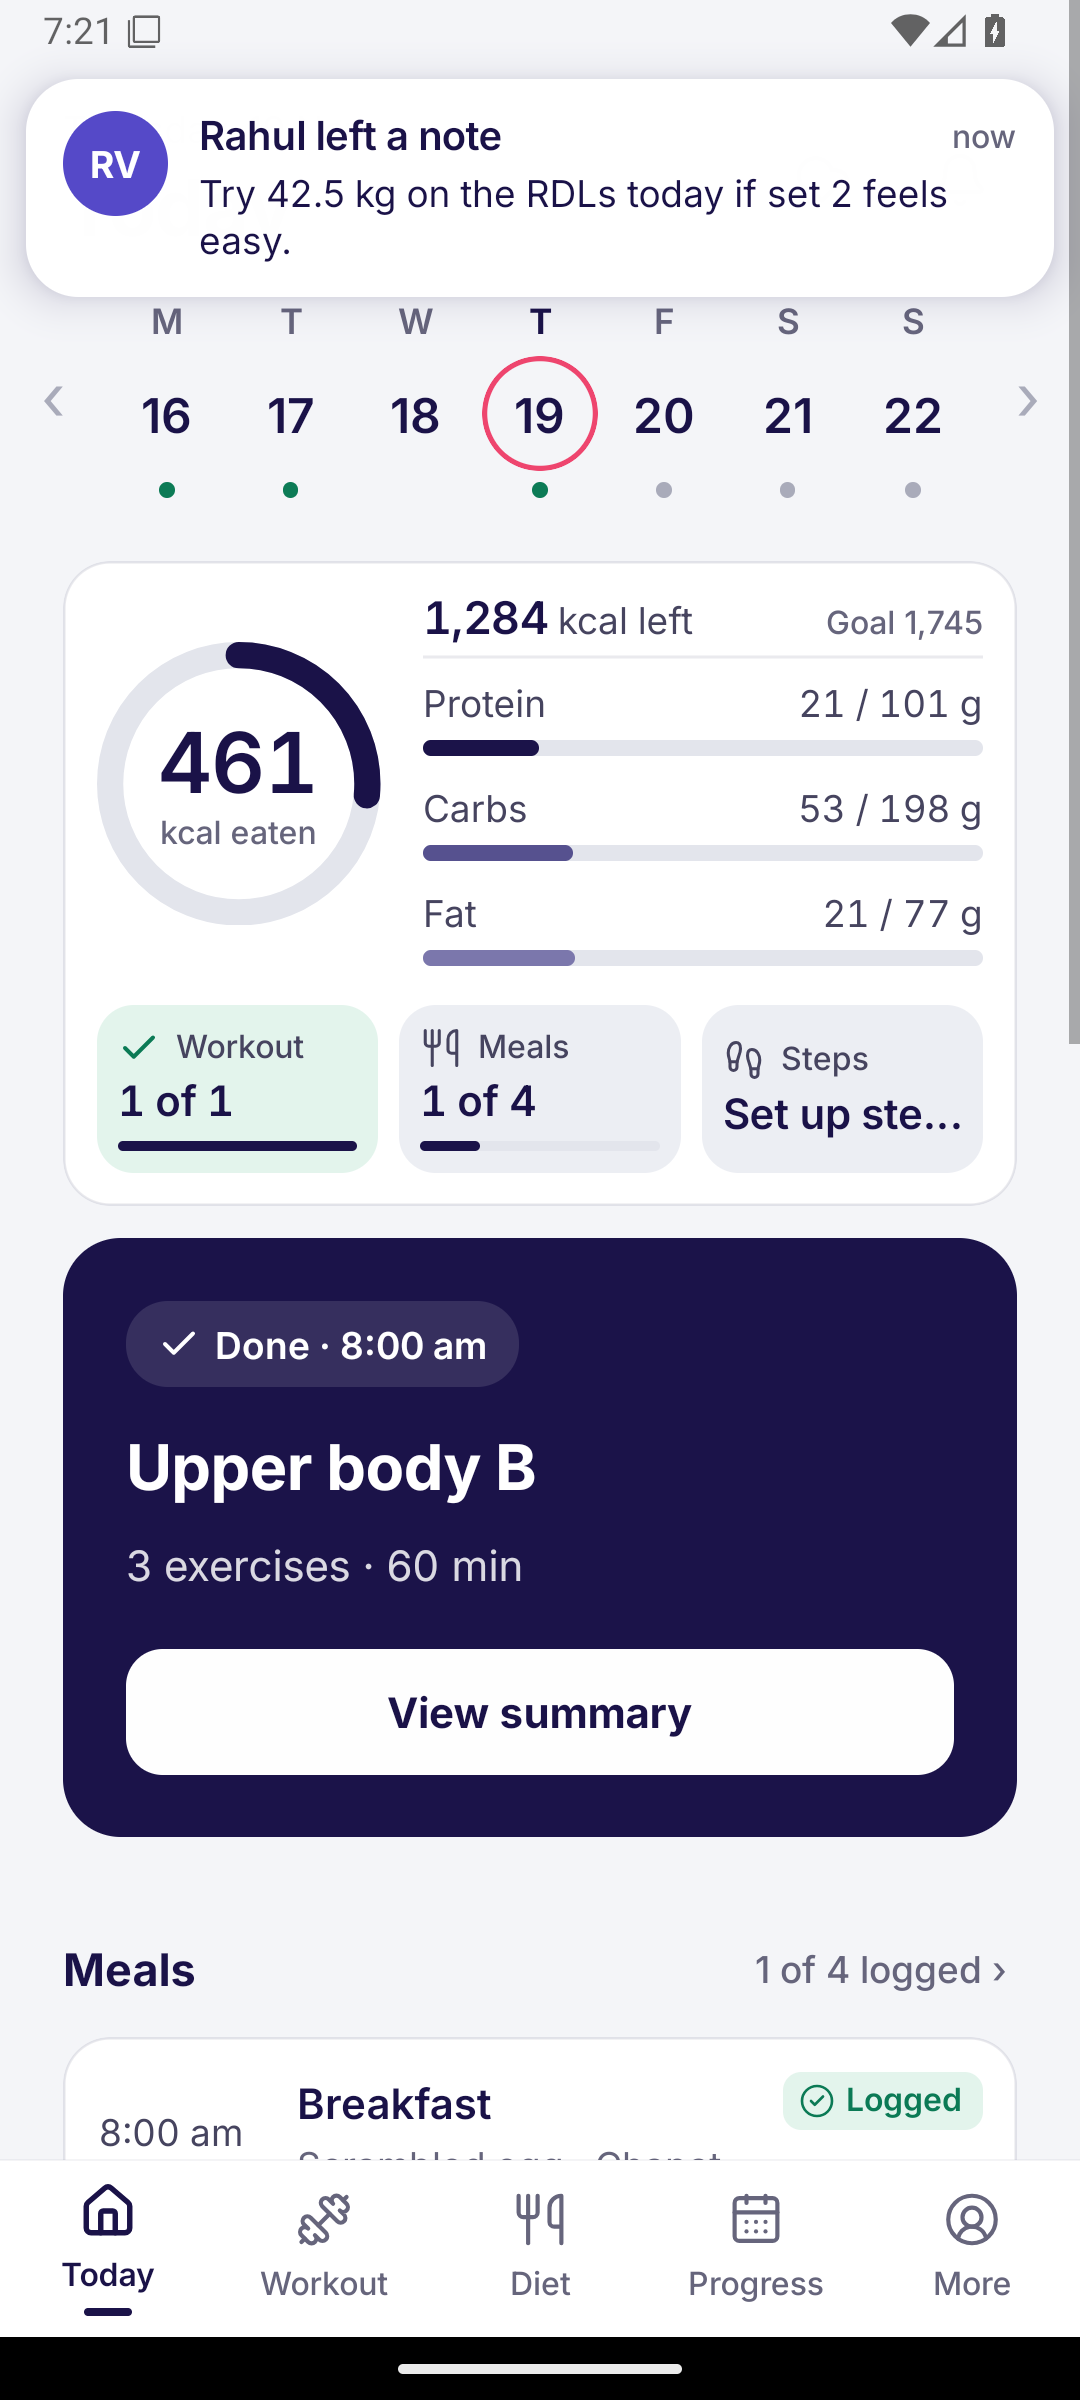 7:21
RV
Rahul left a note
now
Try 42.5 kg on the RDLs today if set 2 feels
easy.
M T W T F S S
16 17 18 19 20 21 22
1,284 kcal left
Goal 1,745
461
kcal eaten
Protein
21 / 101 g
Carbs
53 / 198 g
Fat
21 / 77 g
Workout
1 of 1
Meals
1 of 4
Steps
Set up ste...
Done · 8:00 am
Upper body B
3 exercises · 60 min
View summary
Meals
1 of 4 logged ›
8:00 am
Breakfast
Logged
Today
Workout
Diet
Progress
More